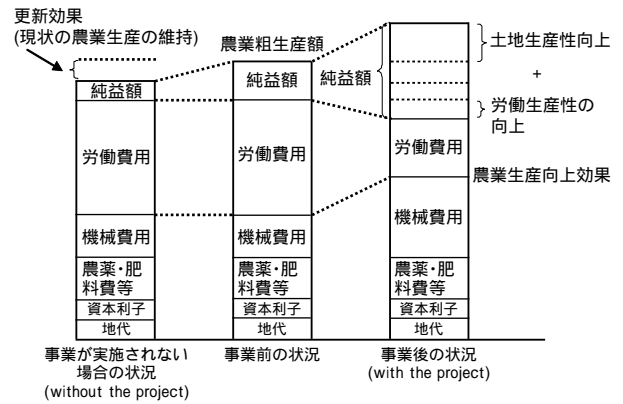 更新効果
(現状の農業生産の維持)
農業粗生産額
純益額
労働費用
機械費用
農薬・肥
料費等
資本利子
地代
純益額
労働費用
機械費用
農薬・肥
料費等
資本利子
地代
純益額
労働費用
機械費用
農薬・肥
料費等
資本利子
地代
土地生産性向上
+
労働生産性の
向上
農業生産向上効果
事業が実施されない
場合の状況
(without the project)
事業前の状況
事業後の状況
(with the project)